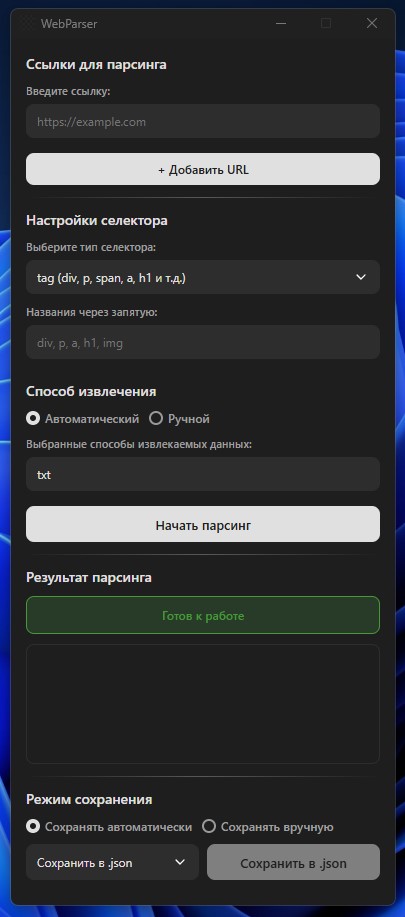 WebParser
Ссылки для парсинга
Введите ссылку:
https://example.com
+ Добавить URL
Настройки селектора
Выберите тип селектора:
tag (div, p, span, a, h1 и т.д.)
Названия через запятую:
div, p, a, h1, img
Способ извлечения
Автоматический Ручной
Выбранные способы извлекаемых данных:
txt
Начать парсинг
Результат парсинга
Готов к работе
Режим сохранения
Сохранять автоматически Сохранять вручную
Сохранить в .json Сохранить в .json